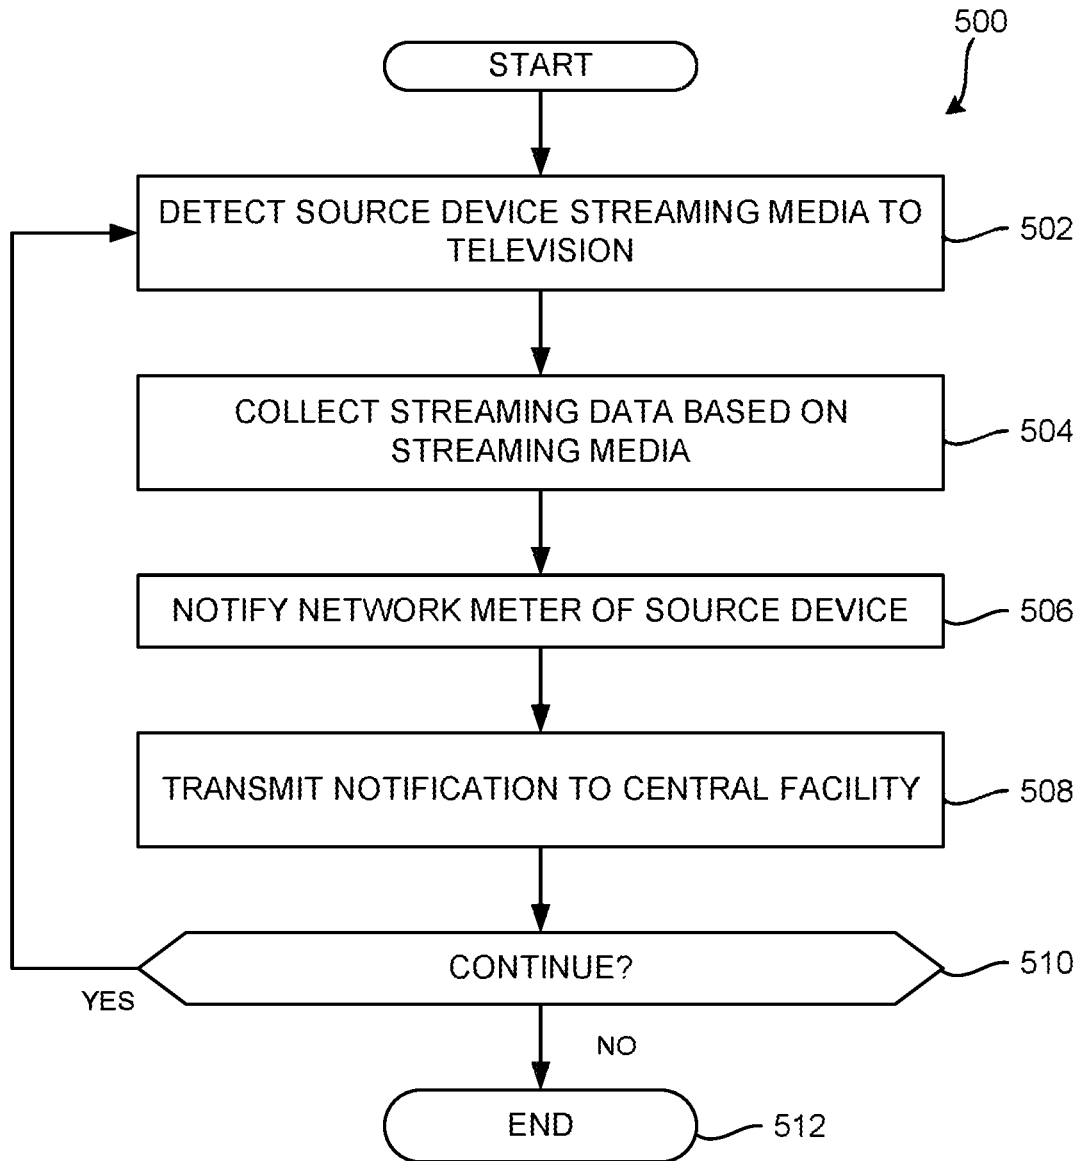 500
START
DETECT SOURCE DEVICE STREAMING MEDIA TO
TELEVISION
502
COLLECT STREAMING DATA BASED ON
STREAMING MEDIA
504
NOTIFY NETWORK METER OF SOURCE DEVICE
506
TRANSMIT NOTIFICATION TO CENTRAL FACILITY
508
CONTINUE?
510
YES
NO
END
512